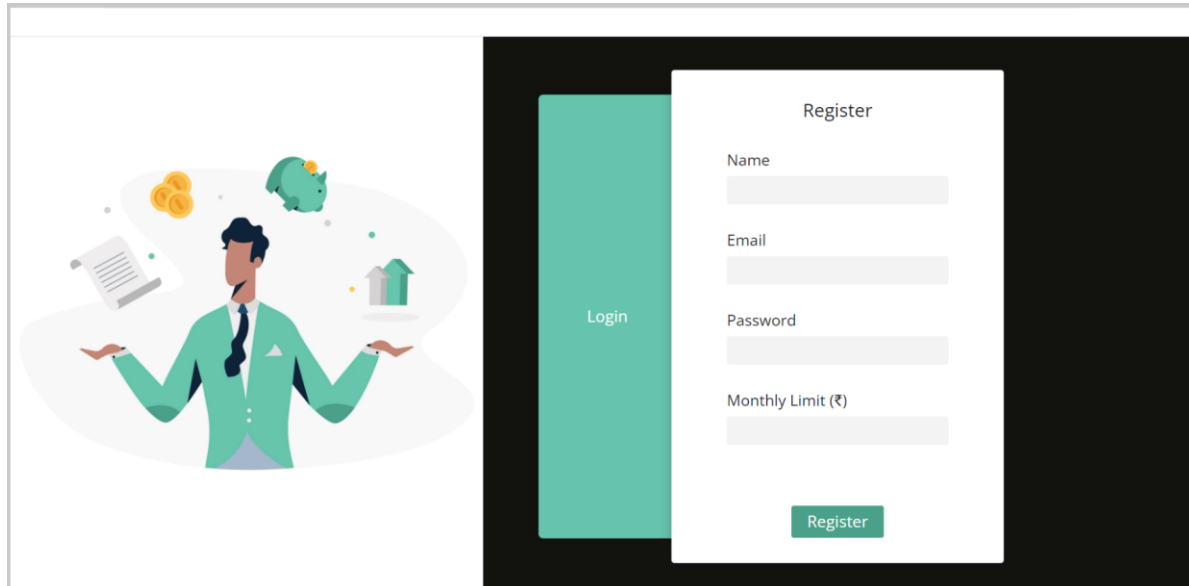 Login
Register
Name
Email
Password
Monthly Limit (₹)
Register